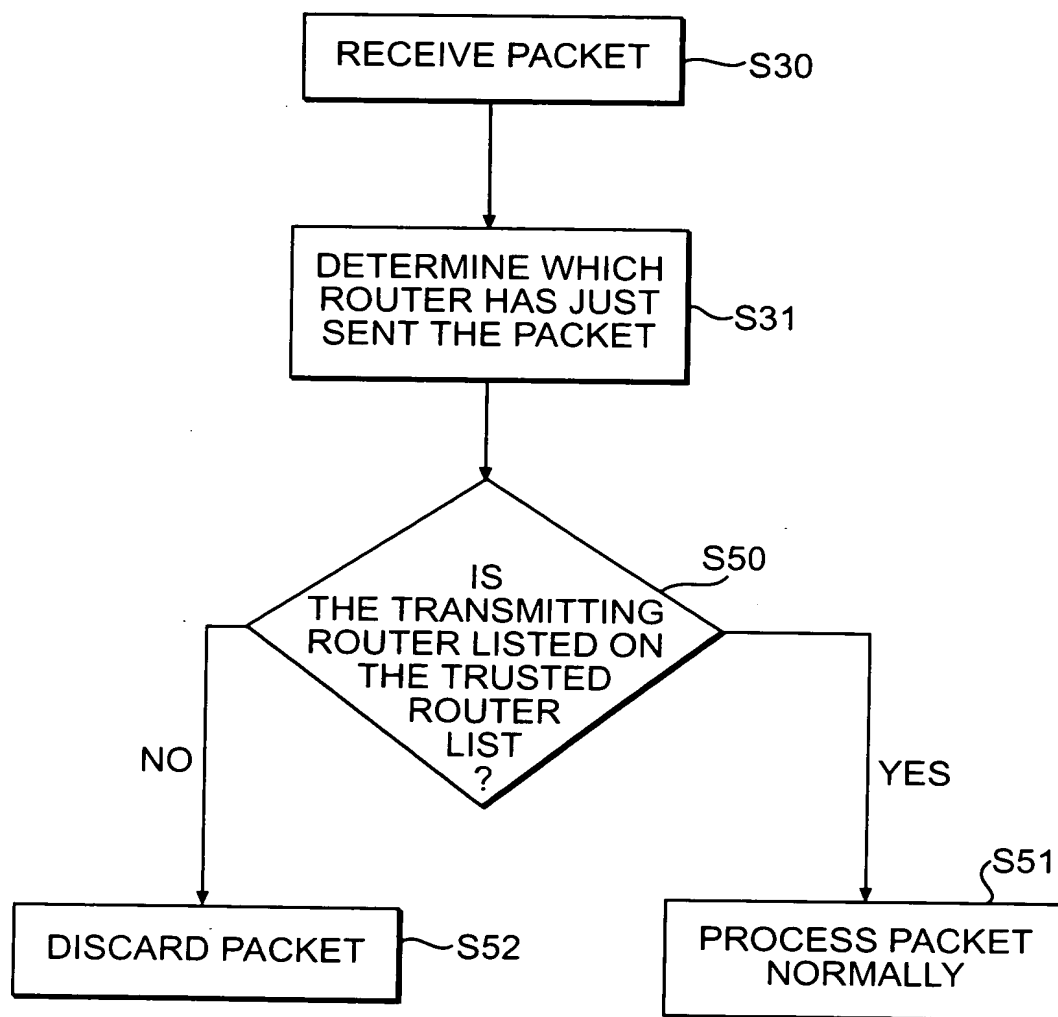 RECEIVE PACKET
S30
DETERMINE WHICH
ROUTER HAS JUST
SENT THE PACKET
S31
S50
IS
THE TRANSMITTING
ROUTER LISTED ON
THE TRUSTED
ROUTER
LIST
?
NO
YES
DISCARD PACKET
S52
S51
PROCESS PACKET
NORMALLY